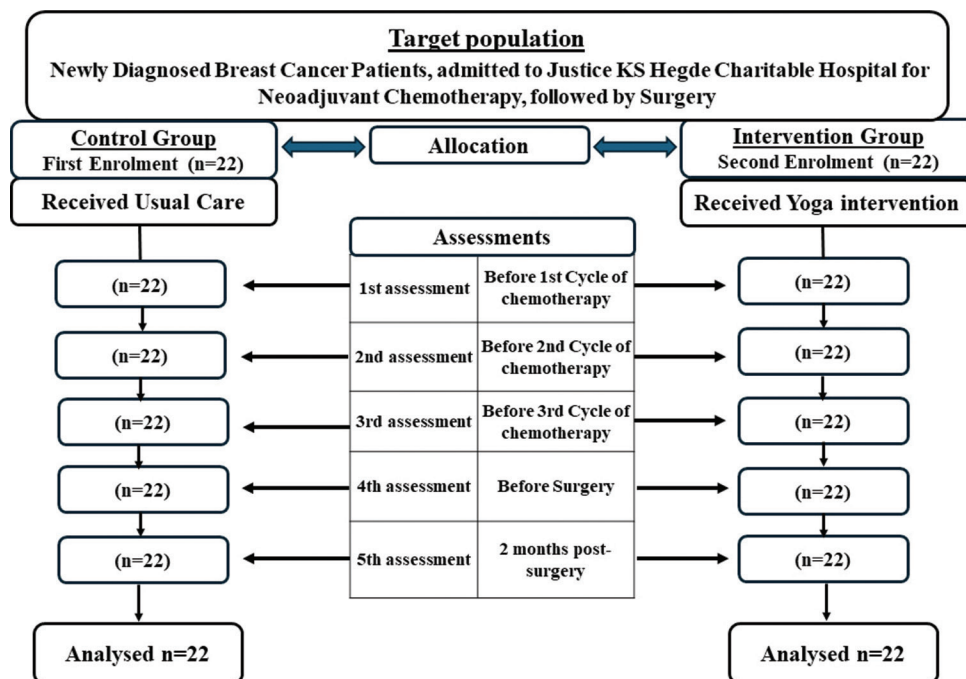 Target population
Newly Diagnosed Breast Cancer Patients, admitted to Justice KS Hegde Charitable Hospital for
Neoadjuvant Chemotherapy, followed by Surgery
Control Group
First Enrolment (n=22)
Allocation
Intervention Group
Second Enrolment (n=22)
Received Usual Care
Received Yoga intervention
Assessments
(n=22)
1st assessment
Before 1st Cycle of
chemotherapy
(n=22)
(n=22)
2nd assessment
Before 2nd Cycle of
chemotherapy
(n=22)
(n=22)
3rd assessment
Before 3rd Cycle of
chemotherapy
(n=22)
(n=22)
4th assessment
Before Surgery
(n=22)
(n=22)
5th assessment
2 months post-
surgery
(n=22)
Analysed n=22
Analysed n=22